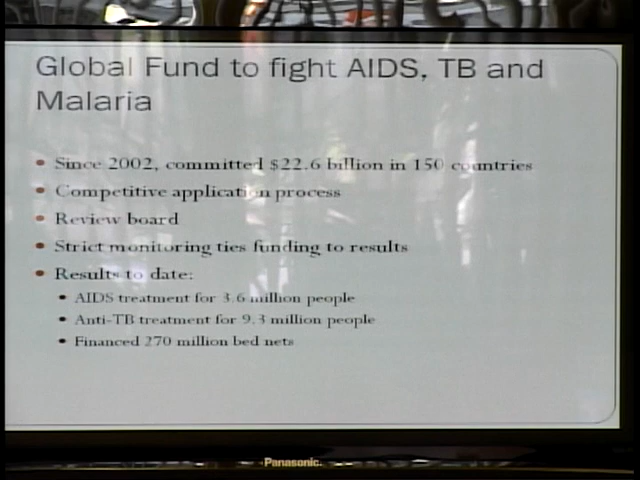 Global Fund to fight AIDS, TB and
Malaria
• Since 2002, committed $22.6 billion in 150 countries
• Competitive application process
• Review board
• Strict monitoring ties funding to results
• Results to date:
• AIDS treatment for 3.6 million people
• Anti-TB treatment for 9.3 million people
• Financed 270 million bed nets
Panasonic